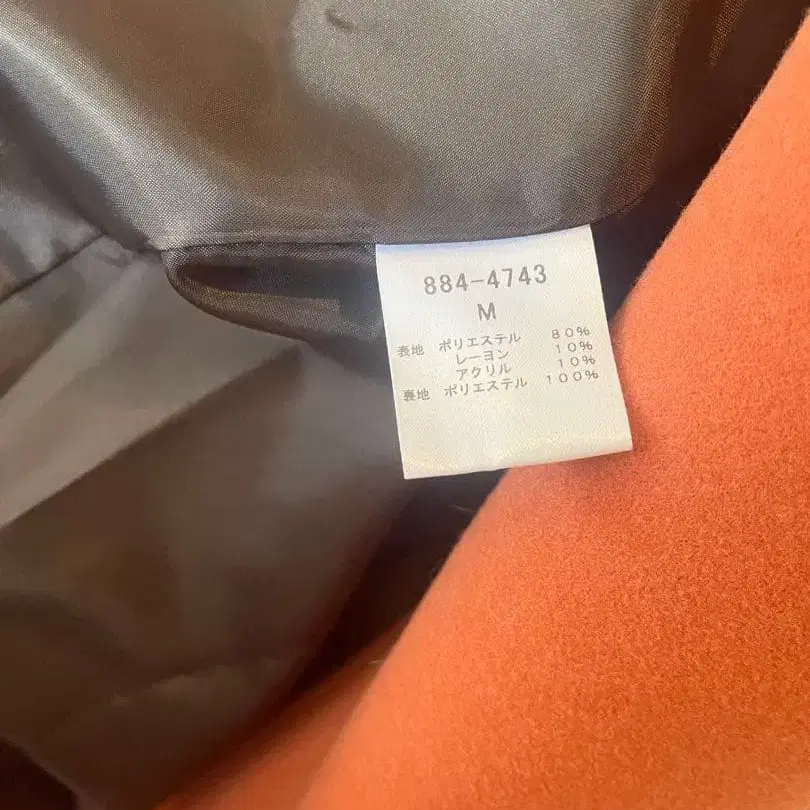 884-4743
M
表地 ポリエステル 80%
レーヨン 10%
アクリル 10%
裏地 ポリエステル 100%